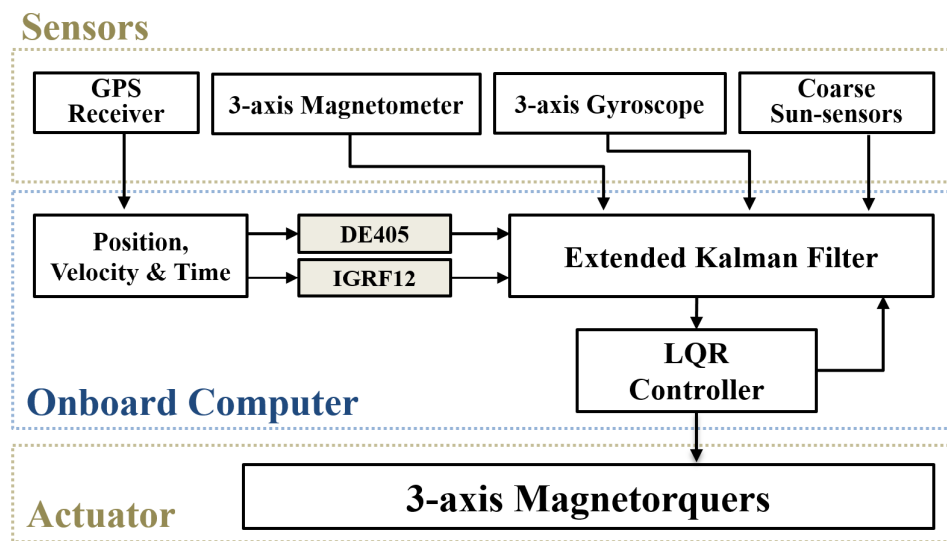 Sensors
GPS
Receiver
3-axis Magnetometer
3-axis Gyroscope
Coarse
Sun-sensors
Position,
Velocity & Time
DE405
IGRF12
Extended Kalman Filter
LQR
Controller
Onboard Computer
3-axis Magnetorquers
Actuator